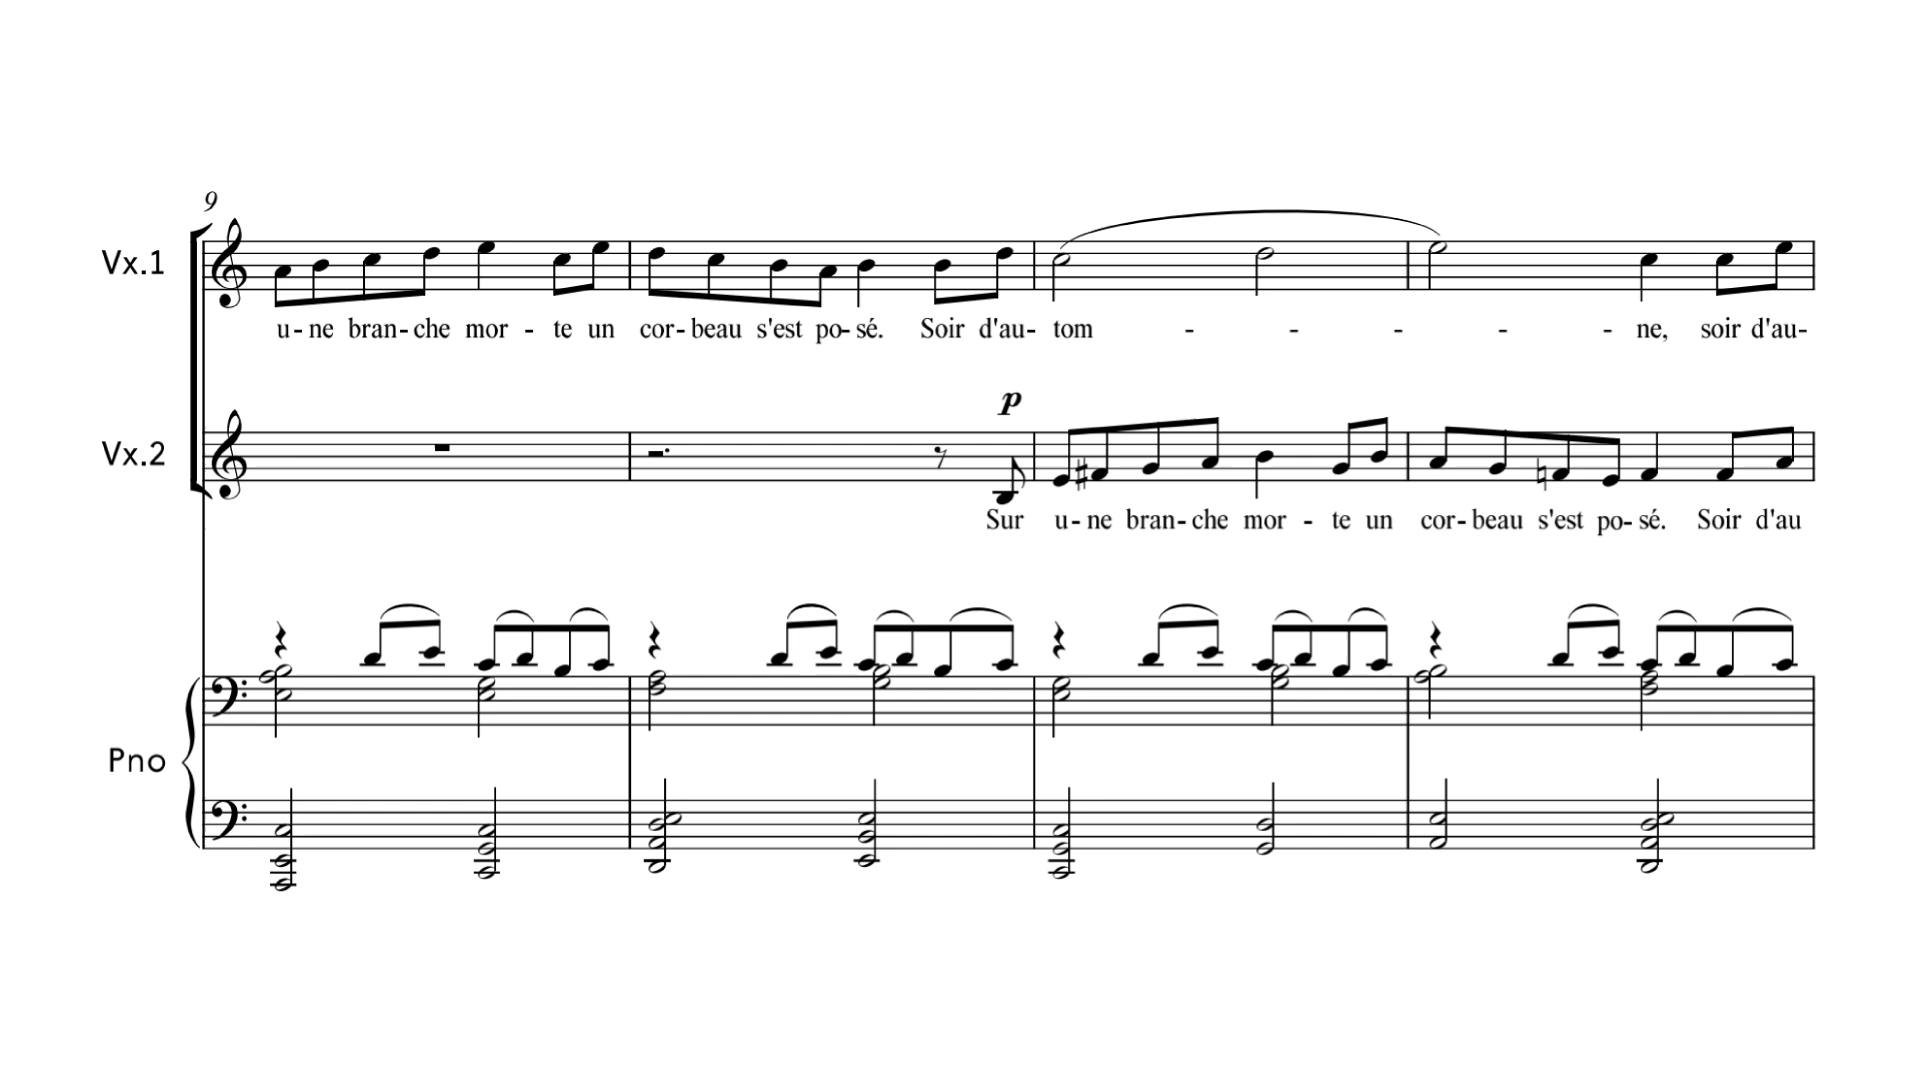 9
Vx.1
u - ne bran - che mor - te un cor - beau s'est po - sé. Soir d'au - tom - - - - - ne, soir d'au-
p
Vx.2
Sur u - ne bran - che mor - te un cor - beau s'est po - sé. Soir d'au
Pno